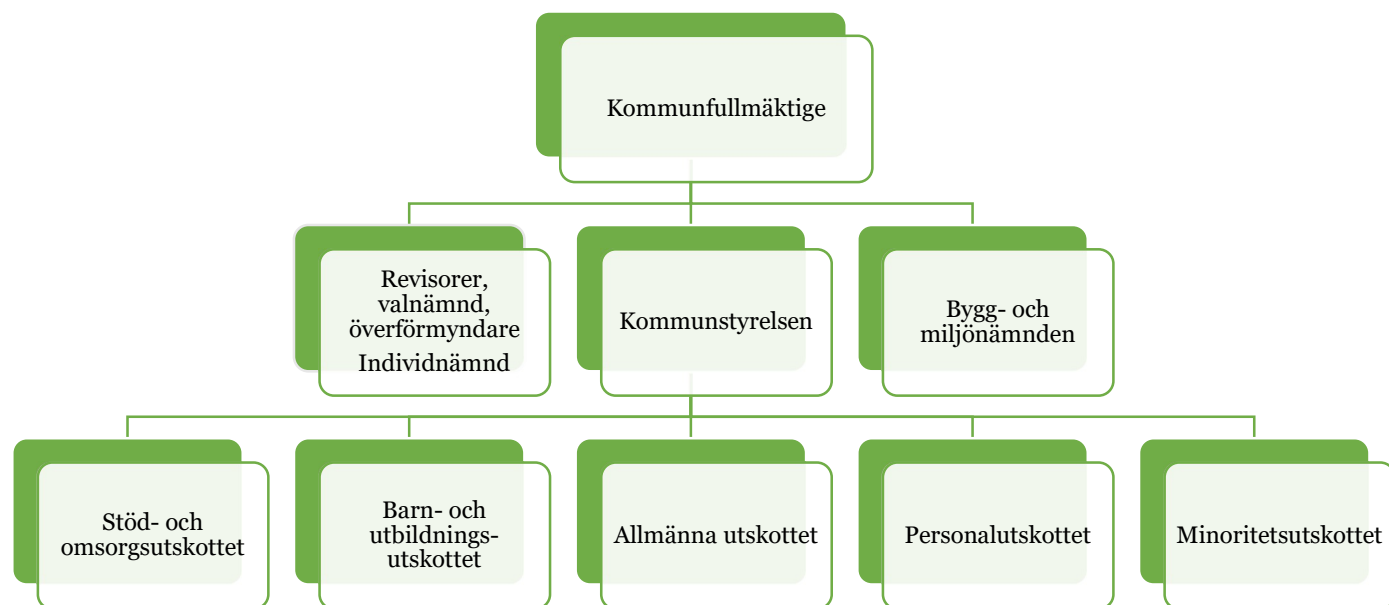 Kommunfullmäktige
Revisorer,
valnämnd,
överförmyndare
Individnämnd
Kommunstyrelsen
Bygg- och
miljönämnden
Stöd- och
omsorgsutskottet
Barn- och
utbildnings-
utskottet
Allmänna utskottet
Personalutskottet
Minoritetsutskottet